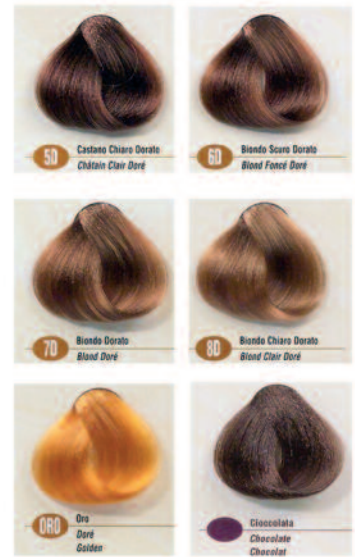 5D
Castano Chiaro Dorato
Châtain Clair Doré
6D
Biondo Scuro Dorato
Blond Foncé Doré
7D
Biondo Dorato
Blond Doré
8D
Biondo Chiaro Dorato
Blond Clair Doré
ORO
Oro
Doré
Golden
Cioccolata
Chocolate
Chocolat